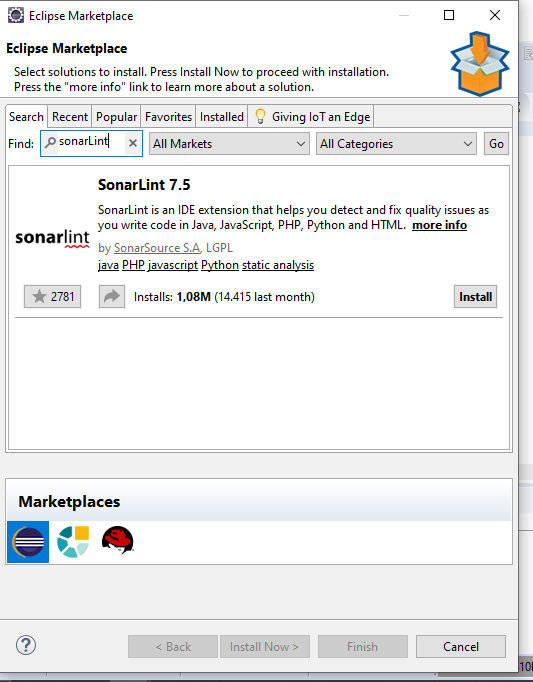 Eclipse Marketplace
Eclipse Marketplace
Select solutions to install. Press Install Now to proceed with installation.
Press the "more info" link to learn more about a solution.
Search Recent Popular Favorites Installed Giving IoT an Edge
Find: sonarLint All Markets All Categories Go
SonarLint 7.5
SonarLint is an IDE extension that helps you detect and fix quality issues as
you write code in Java, JavaScript, PHP, Python and HTML. more info
sonarlint
by SonarSource S.A, LGPL
java PHP javascript Python static analysis
2781 Installs: 1,08M (14.415 last month) Install
Marketplaces
? < Back Install Now > Finish Cancel